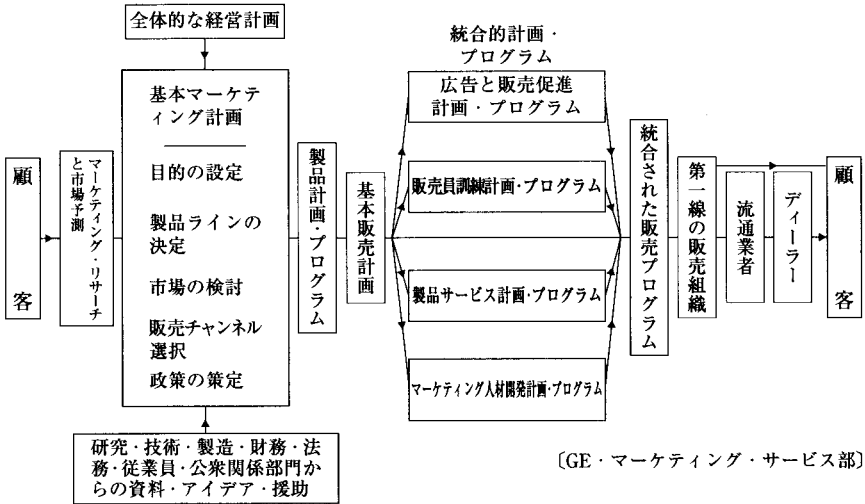 全体的な経営計画
顧客
マーケティング・リサーチ
と市場予測
基本マーケテ
ィング計画
目的の設定
製品ラインの
決定
市場の検討
販売チャンネル
選択
政策の策定
研究・技術・製造・財務・法
務・従業員・公衆関係部門か
らの資料・アイデア・援助
製品計画・プログラム
基本販売計画
統合的計画・
プログラム
広告と販売促進
計画・プログラム
販売員訓練計画・プログラム
製品サービス計画・プログラム
マーケティング人材開発計画・プログラム
統合された販売プログラム
第一線の販売組織
流通業者
ディーラー
顧客
〔GE・マーケティング・サービス部〕